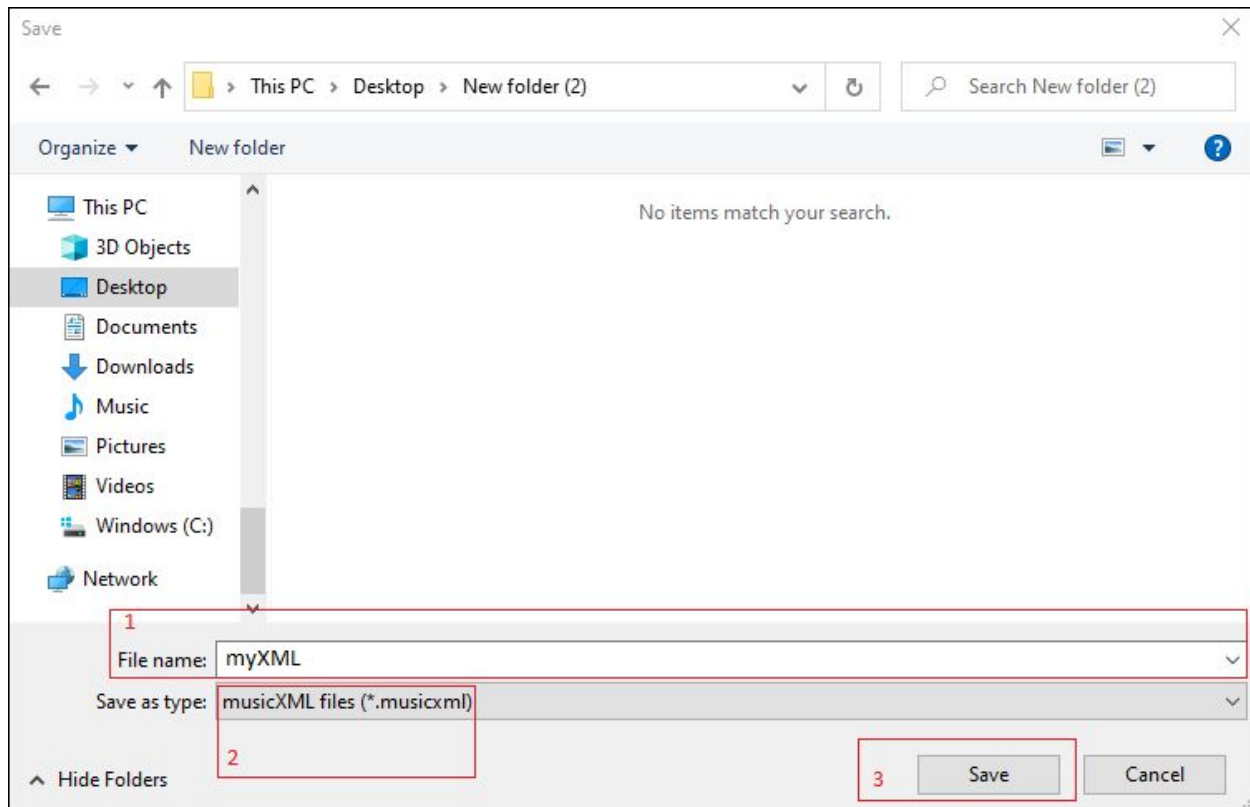 Save
This PC > Desktop > New folder (2)
Search New folder (2)
Organize
New folder
This PC
3D Objects
Desktop
Documents
Downloads
Music
Pictures
Videos
Windows (C:)
Network
No items match your search.
1
File name: myXML
Save as type: musicXML files (*.musicxml)
2
Hide Folders
3
Save
Cancel